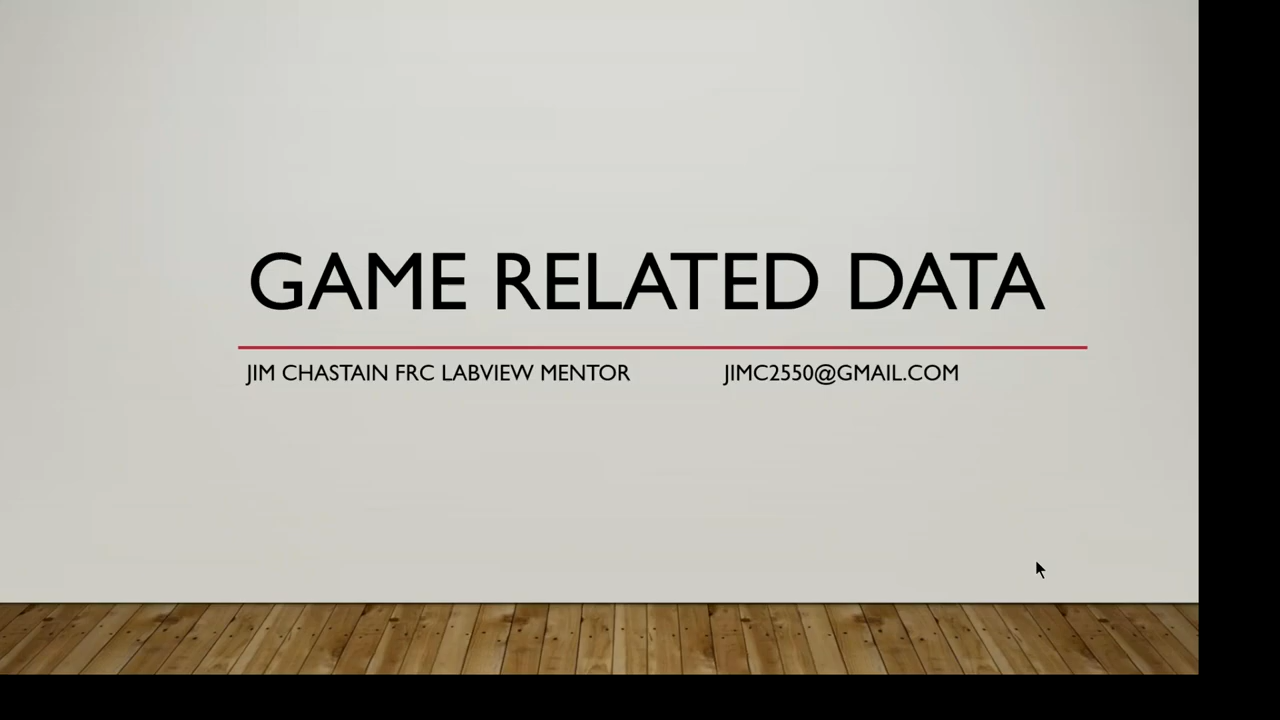 GAME RELATED DATA
JIM CHASTAIN FRC LABVIEW MENTOR JIMC2550@GMAIL.COM